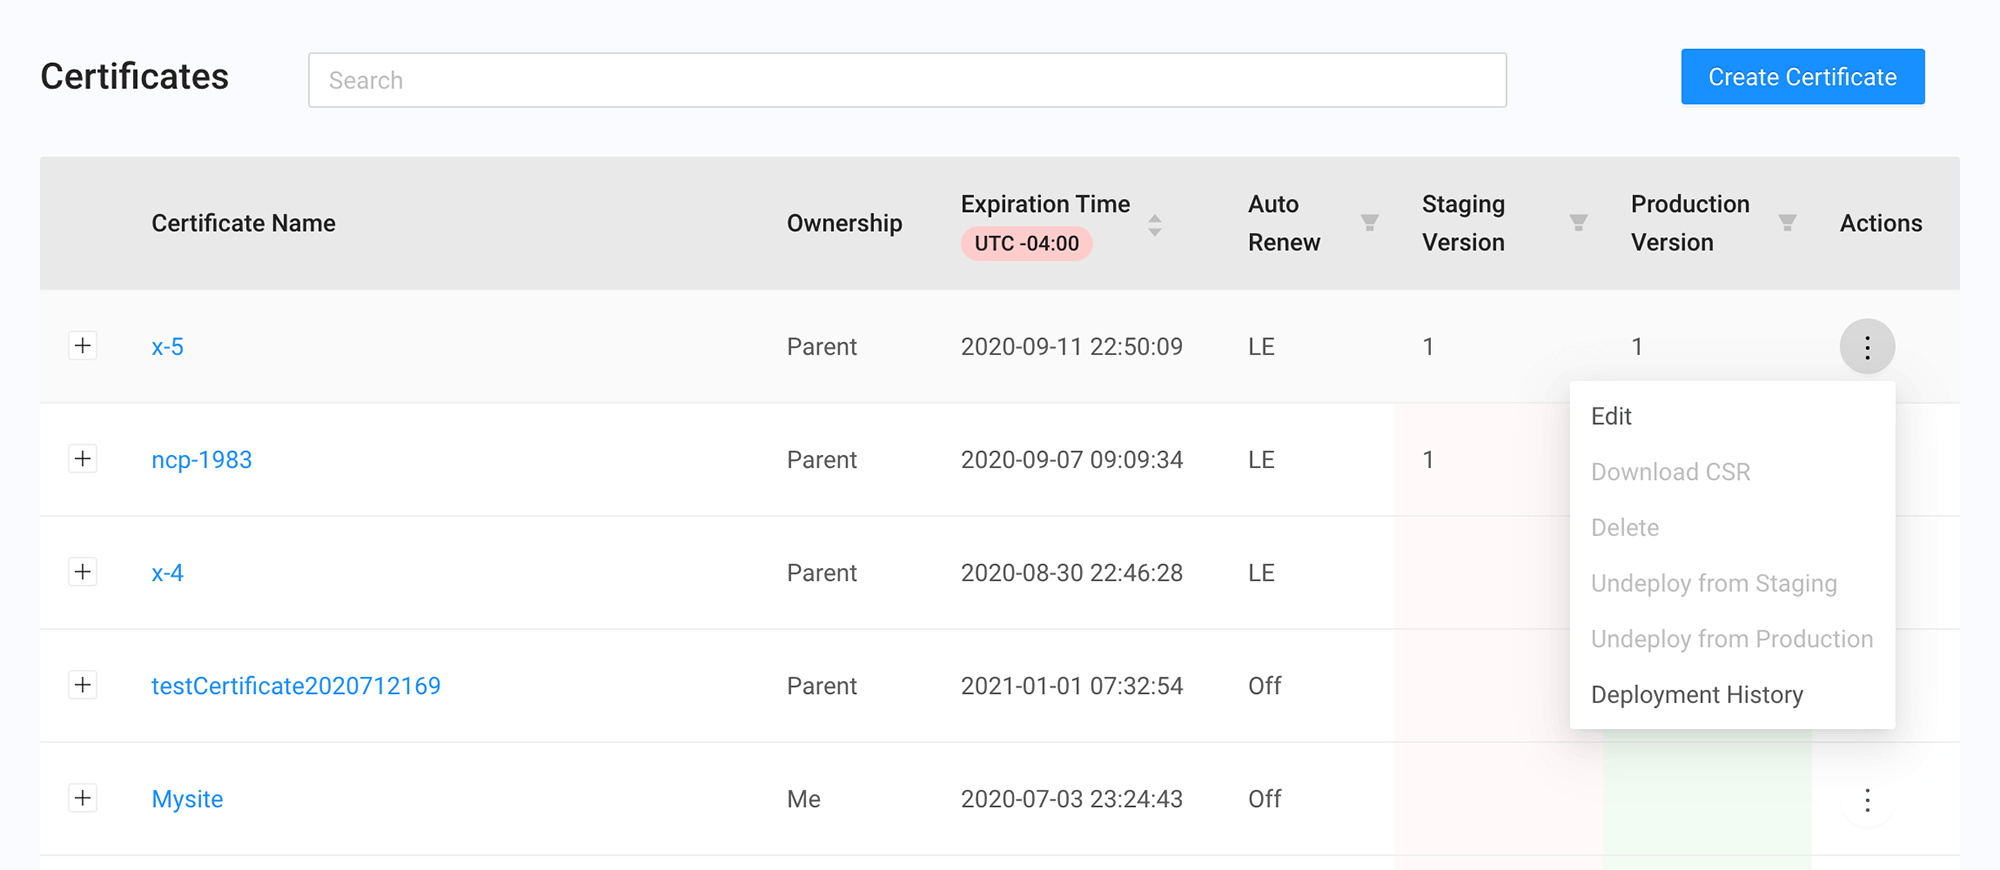 Certificates
Search
Create Certificate
Certificate Name
Ownership
Expiration Time
UTC -04:00
Auto
Renew
Staging
Version
Production
Version
Actions
x-5 Parent 2020-09-11 22:50:09 LE 1 1
ncp-1983 Parent 2020-09-07 09:09:34 LE 1
x-4 Parent 2020-08-30 22:46:28 LE
testCertificate2020712169 Parent 2021-01-01 07:32:54 Off
Mysite Me 2020-07-03 23:24:43 Off
Edit
Download CSR
Delete
Undeploy from Staging
Undeploy from Production
Deployment History